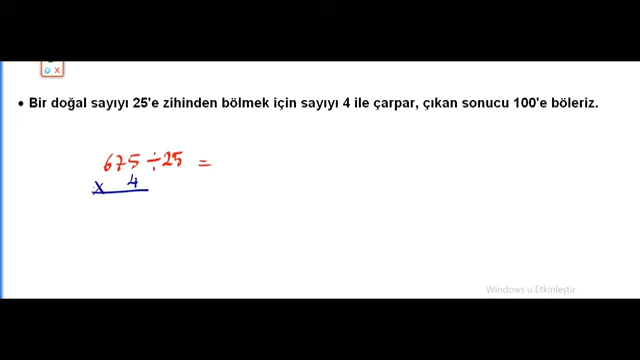 • Bir doğal sayıyı 25'e zihinden bölmek için sayıyı 4 ile çarpar, çıkan sonucu 100'e böleriz.
675 ÷ 25 =
x 4
Windows'u Etkinleştir